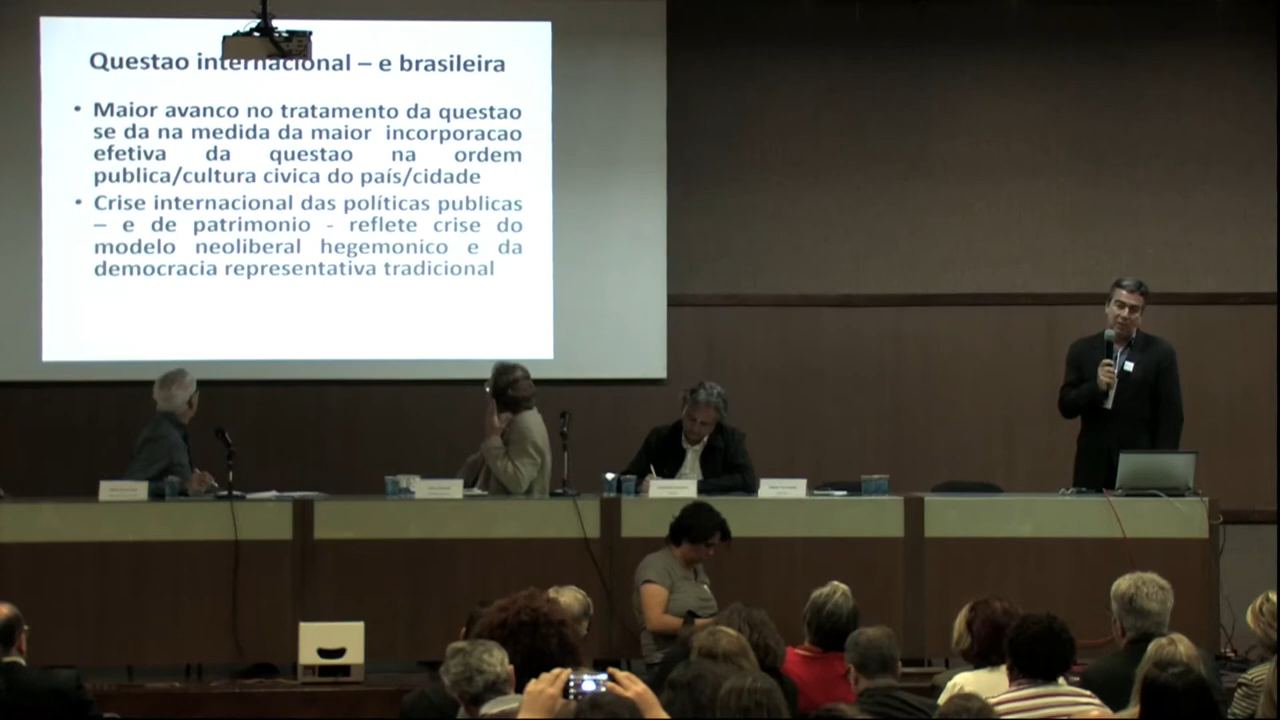 Questao internacional – e brasileira
• Maior avanco no tratamento da questao
se da na medida da maior incorporacao
efetiva da questao na ordem
publica/cultura civica do país/cidade
• Crise internacional das políticas publicas
– e de patrimonio - reflete crise do
modelo neoliberal hegemonico e da
democracia representativa tradicional